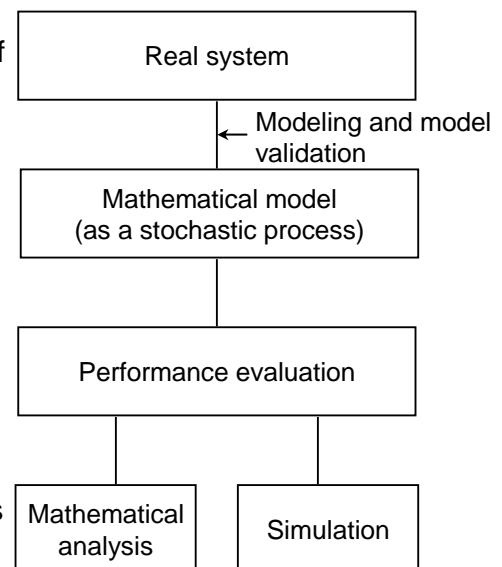 f
Real system
Modeling and model
validation
Mathematical model
(as a stochastic process)
Performance evaluation
s
Mathematical
analysis
Simulation